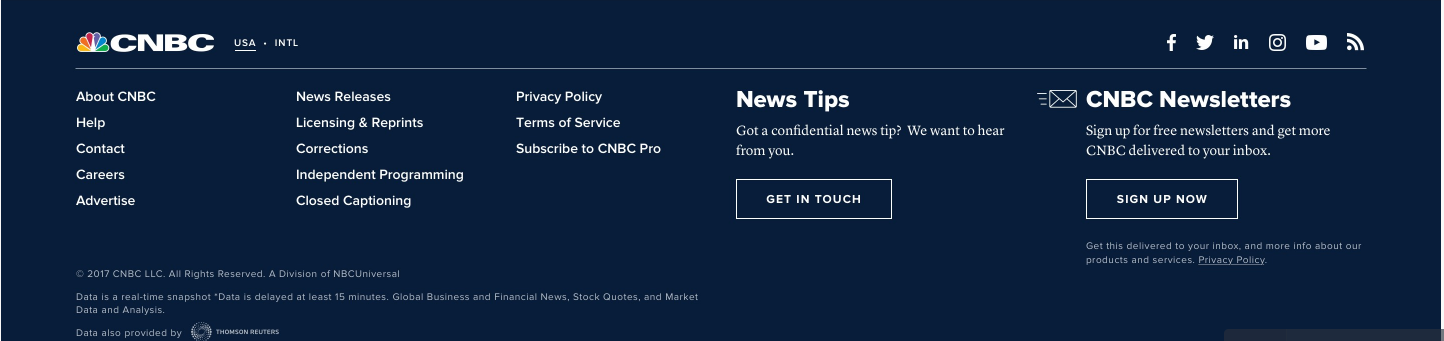 CNBC USA • INTL
About CNBC
Help
Contact
Careers
Advertise
News Releases
Licensing & Reprints
Corrections
Independent Programming
Closed Captioning
Privacy Policy
Terms of Service
Subscribe to CNBC Pro
News Tips
Got a confidential news tip? We want to hear
from you.
GET IN TOUCH
CNBC Newsletters
Sign up for free newsletters and get more
CNBC delivered to your inbox.
SIGN UP NOW
Get this delivered to your inbox, and more info about our
products and services. Privacy Policy.
© 2017 CNBC LLC. All Rights Reserved. A Division of NBCUniversal
Data is a real-time snapshot *Data is delayed at least 15 minutes. Global Business and Financial News, Stock Quotes, and Market
Data and Analysis.
Data also provided by THOMSON REUTERS